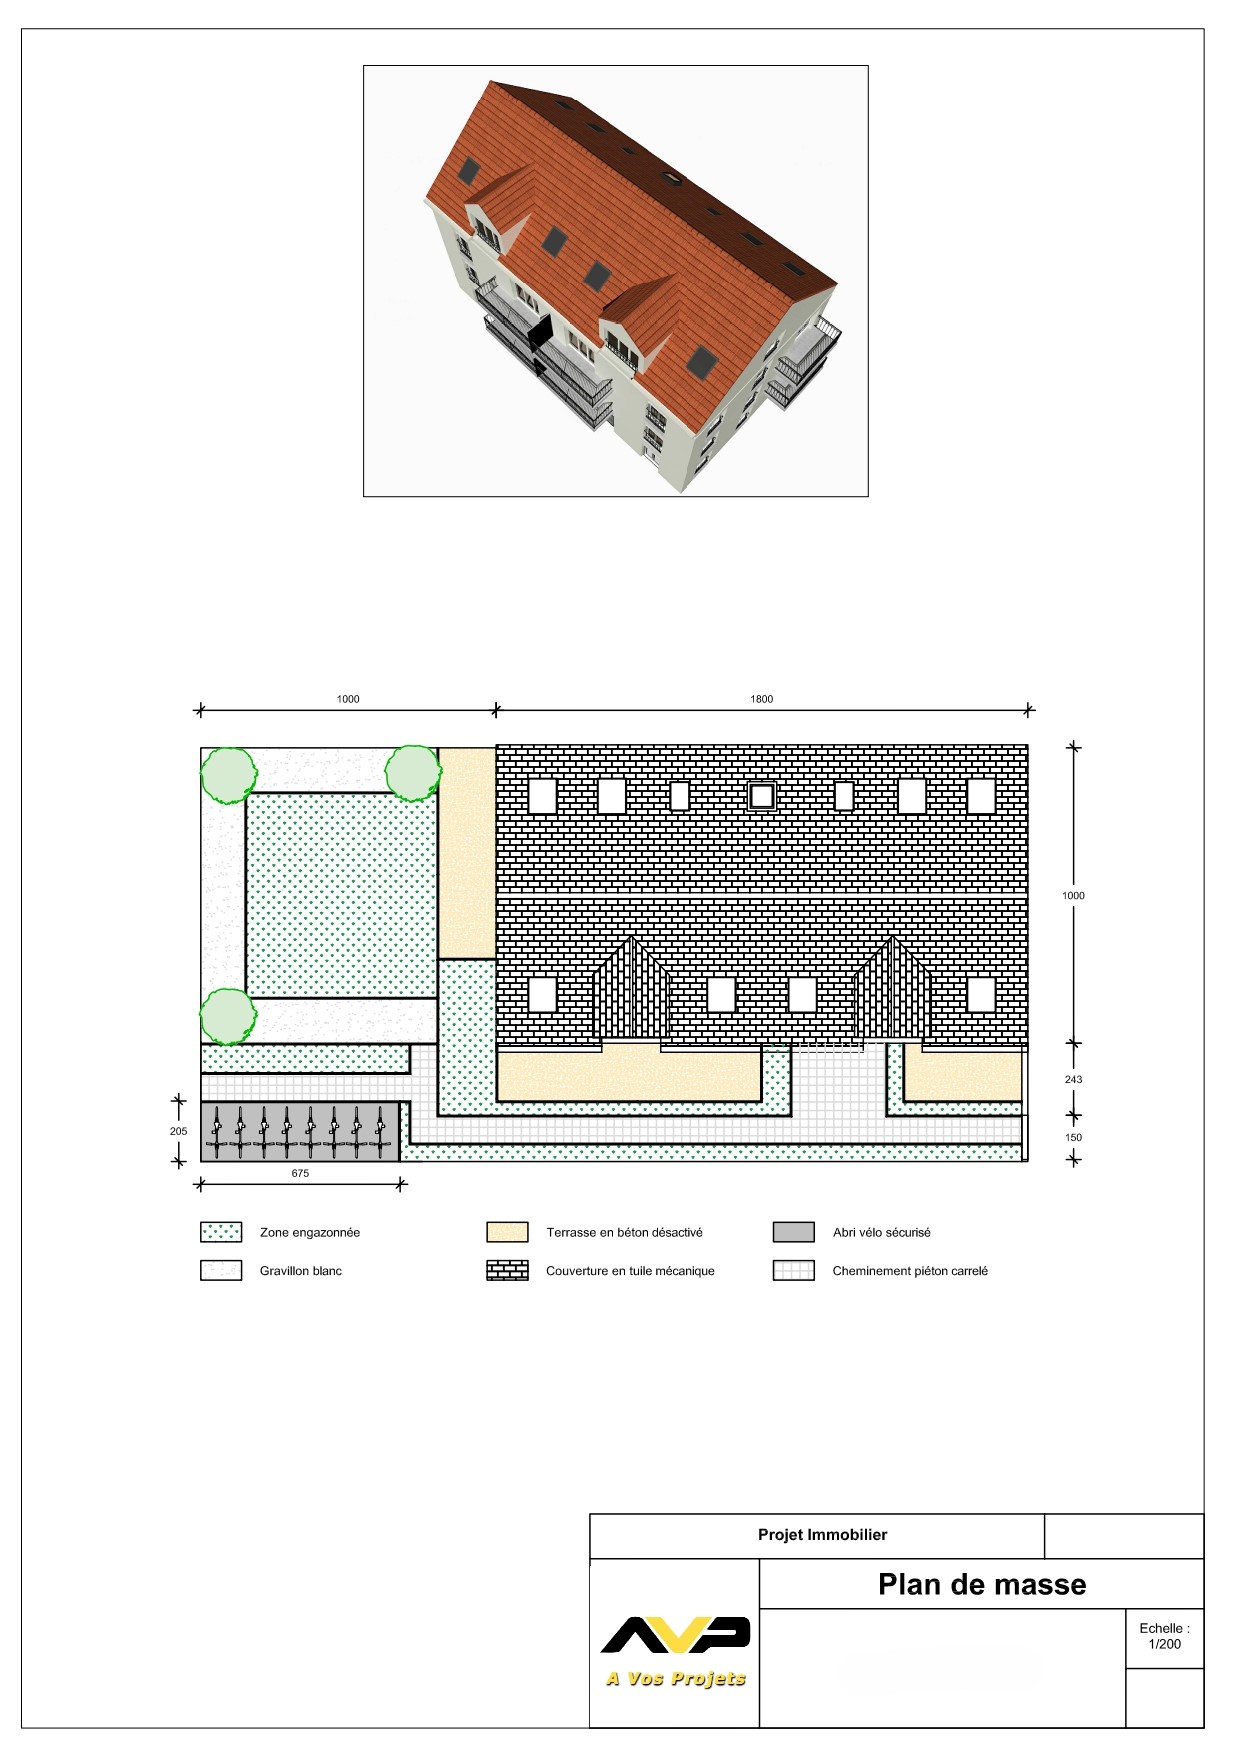 1000
1800
1000
243
205
150
675
Zone engazonnée
Terrasse en béton désactivé
Abri vélo sécurisé
Gravillon blanc
Couverture en tuile mécanique
Cheminement piéton carrelé
Projet Immobilier
Plan de masse
Echelle :
1/200
AVP
A Vos Projets